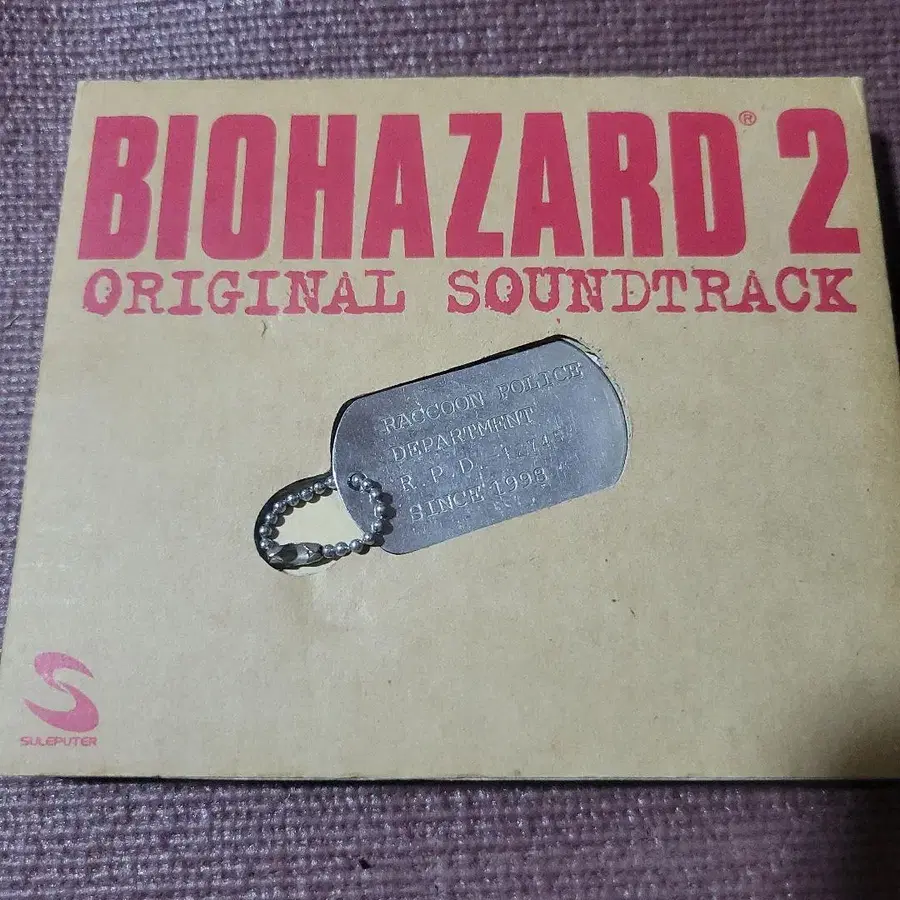 BIOHAZARD® 2
ORIGINAL SOUNDTRACK
RACCOON POLICE
DEPARTMENT
R.P.D.
SINCE 1998
SULEPUTER